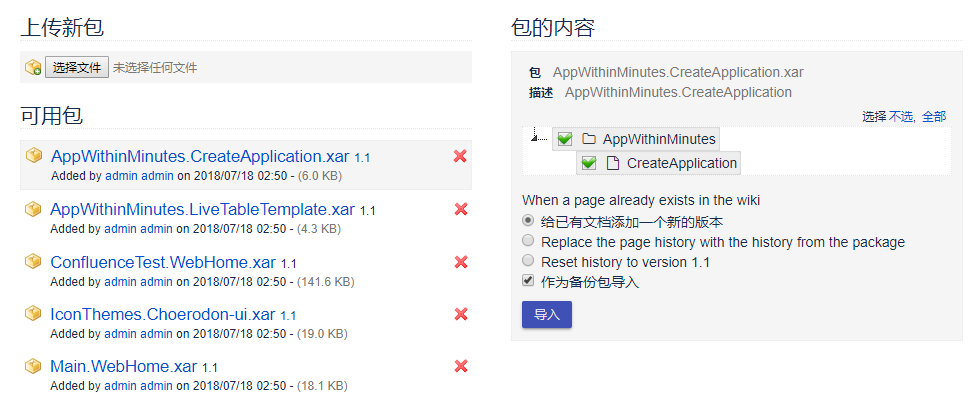 上传新包
选择文件 未选择任何文件
可用包
AppWithinMinutes.CreateApplication.xar 1.1
Added by admin admin on 2018/07/18 02:50 - (6.0 KB)
AppWithinMinutes.LiveTableTemplate.xar 1.1
Added by admin admin on 2018/07/18 02:50 - (4.3 KB)
ConfluenceTest.WebHome.xar 1.1
Added by admin admin on 2018/07/18 02:50 - (141.6 KB)
IconThemes.Choerodon-ui.xar 1.1
Added by admin admin on 2018/07/18 02:50 - (19.0 KB)
Main.WebHome.xar 1.1
Added by admin admin on 2018/07/18 02:50 - (18.1 KB)
包的内容
包 AppWithinMinutes.CreateApplication.xar
描述 AppWithinMinutes.CreateApplication
选择 不选, 全部
AppWithinMinutes
CreateApplication
When a page already exists in the wiki
给已有文档添加一个新的版本
Replace the page history with the history from the package
Reset history to version 1.1
作为备份包导入
导入